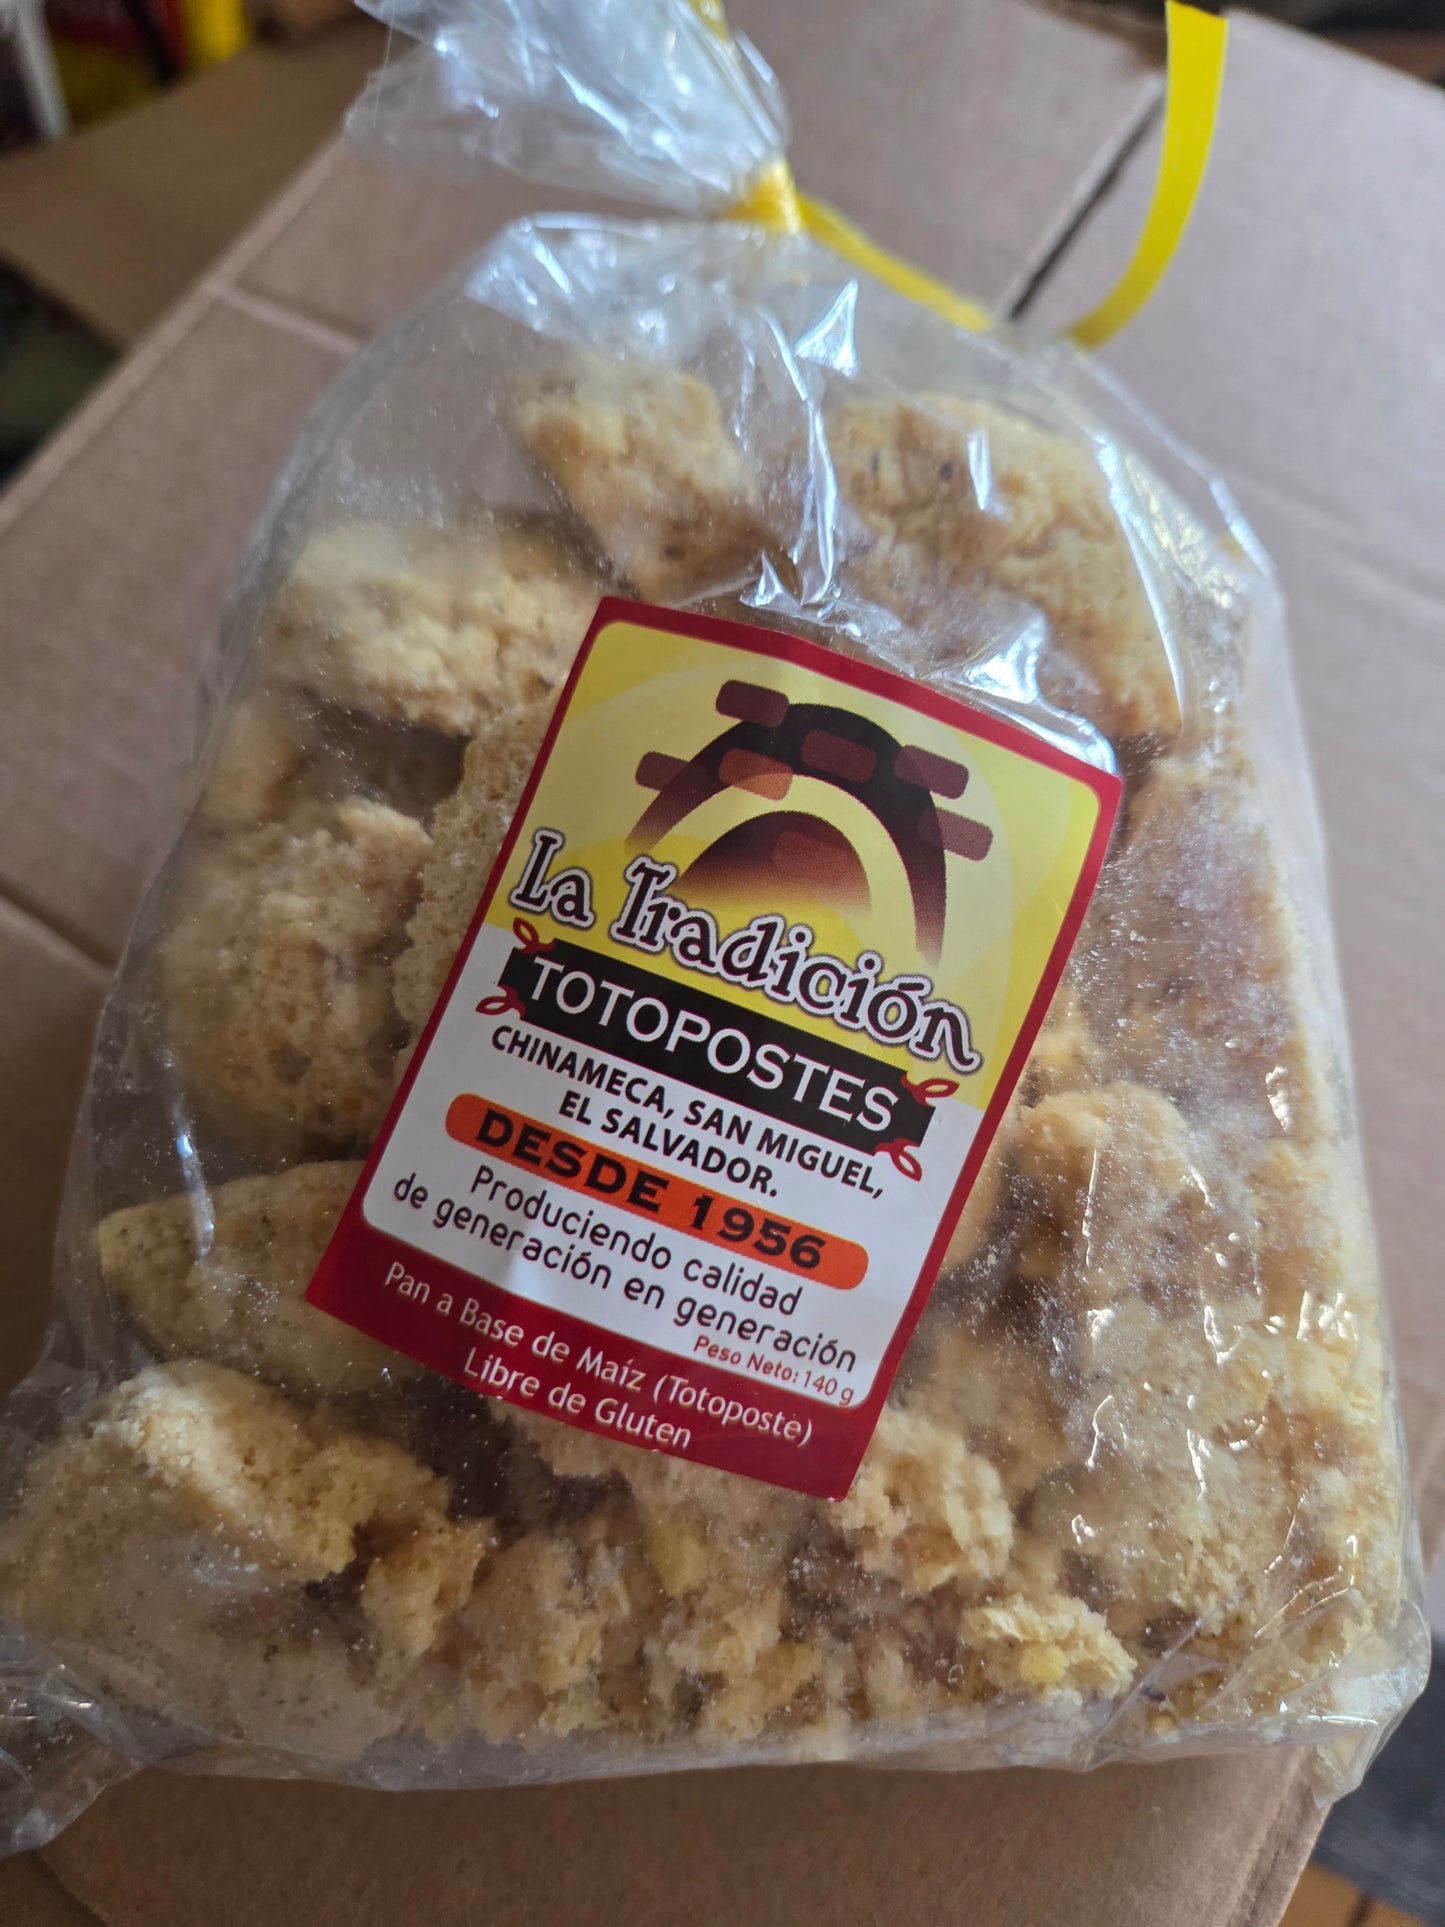 La Tradición
TOTOPOSTES
CHINAMECA, SAN MIGUEL,
EL SALVADOR.
DESDE 1956
Produciendo calidad
de generación en generación
Peso Neto: 140 g
Pan a Base de Maíz (Totoposte)
Libre de Gluten